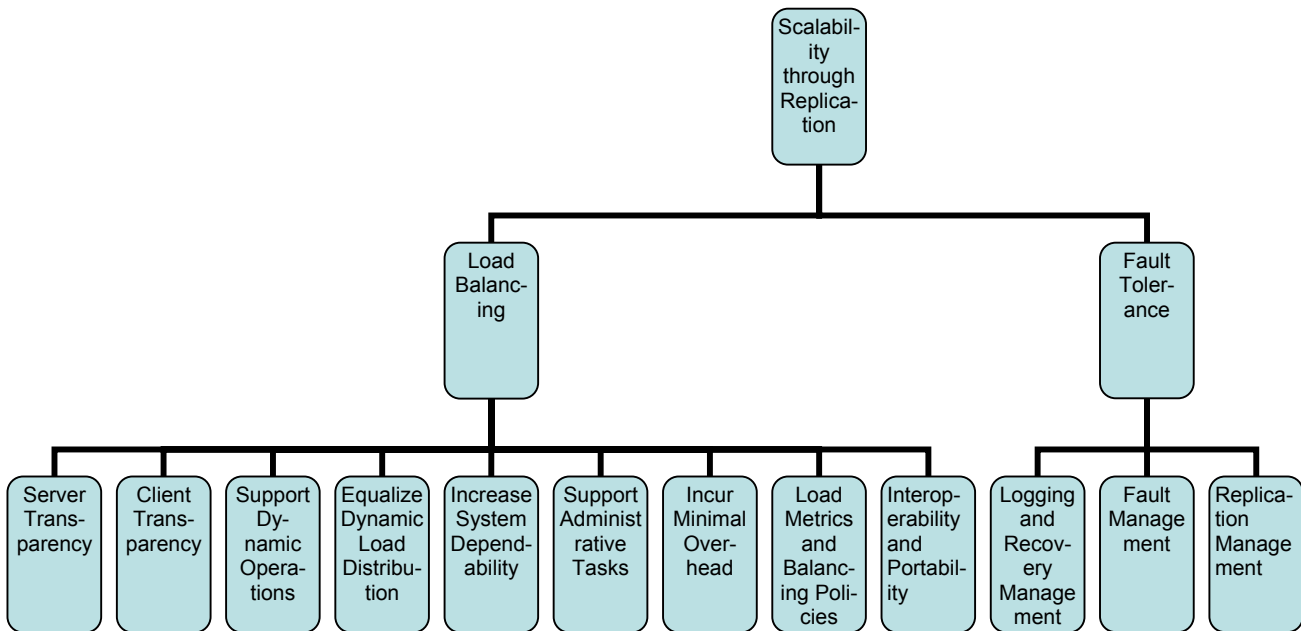 Scalabil-
ity
through
Replica-
tion
Load
Balanc-
ing
Fault
Toler-
ance
Server
Trans-
parency
Client
Trans-
parency
Support
Dy-
namic
Opera-
tions
Equalize
Dynamic
Load
Distribu-
tion
Increase
System
Depend-
ability
Support
Administ
rative
Tasks
Incur
Minimal
Over-
head
Load
Metrics
and
Balanc-
ing Poli-
cies
Interop-
erability
and
Portabil-
ity
Logging
and
Recov-
ery
Manage
ment
Fault
Manage
ment
Replica-
tion
Manage
ment